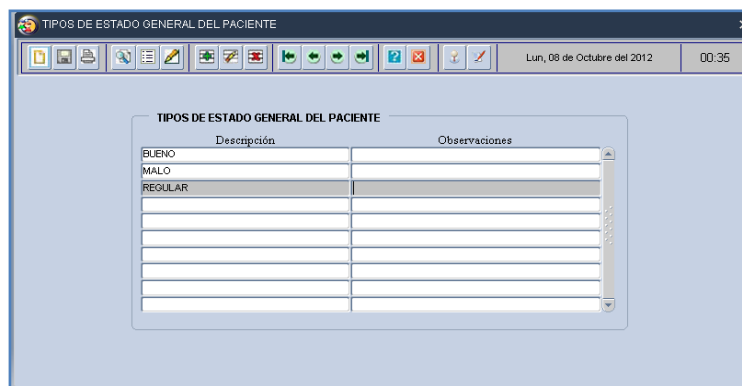 TIPOS DE ESTADO GENERAL DEL PACIENTE
Lun, 08 de Octubre del 2012 00:35
TIPOS DE ESTADO GENERAL DEL PACIENTE
Descripción Observaciones
BUENO
MALO
REGULAR